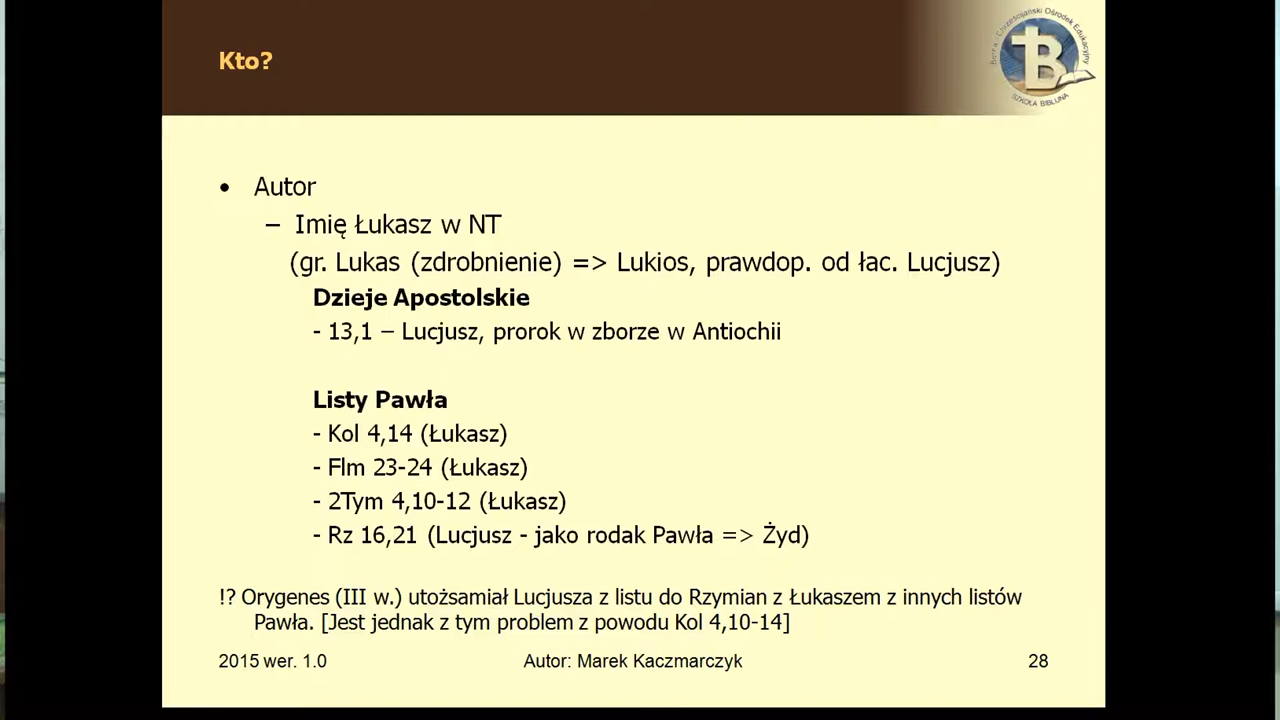 Kto?
Chrześcijański Ośrodek Edukacyjny
SZKOŁA BIBLIJNA
• Autor
– Imię Łukasz w NT
(gr. Lukas (zdrobnienie) => Lukios, prawdop. od łac. Lucjusz)
Dzieje Apostolskie
- 13,1 – Lucjusz, prorok w zborze w Antiochii
Listy Pawła
- Kol 4,14 (Łukasz)
- Flm 23-24 (Łukasz)
- 2Tym 4,10-12 (Łukasz)
- Rz 16,21 (Lucjusz - jako rodak Pawła => Żyd)
!? Orygenes (III w.) utożsamiał Lucjusza z listu do Rzymian z Łukaszem z innych listów
Pawła. [Jest jednak z tym problem z powodu Kol 4,10-14]
2015 wer. 1.0
Autor: Marek Kaczmarczyk
28